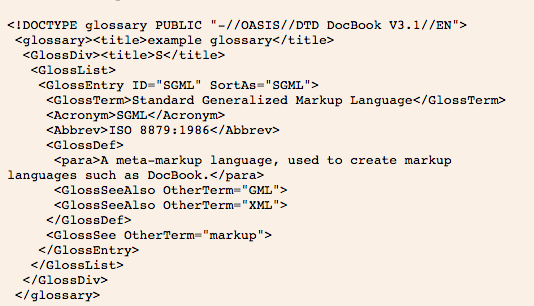 <!DOCTYPE glossary PUBLIC "-//OASIS//DTD DocBook V3.1//EN">
<glossary><title>example glossary</title>
<GlossDiv><title>S</title>
<GlossList>
<GlossEntry ID="SGML" SortAs="SGML">
<GlossTerm>Standard Generalized Markup Language</GlossTerm>
<Acronym>SGML</Acronym>
<Abbrev>ISO 8879:1986</Abbrev>
<GlossDef>
<para>A meta-markup language, used to create markup
languages such as DocBook.</para>
<GlossSeeAlso OtherTerm="GML">
<GlossSeeAlso OtherTerm="XML">
</GlossDef>
<GlossSee OtherTerm="markup">
</GlossEntry>
</GlossList>
</GlossDiv>
</glossary>